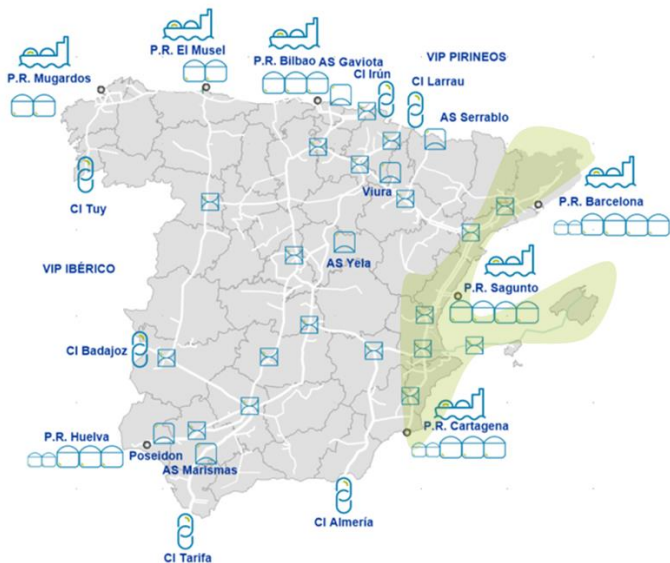 P.R. El Musel
P.R. Bilbao
AS Gaviota
CI Irún
VIP PIRINEOS
P.R. Mugardos
CI Larrau
AS Serrablo
Viura
CI Tuy
P.R. Barcelona
VIP IBÉRICO
AS Yela
P.R. Sagunto
CI Badajoz
P.R. Cartagena
P.R. Huelva
Poseidon
AS Marismas
CI Almería
CI Tarifa